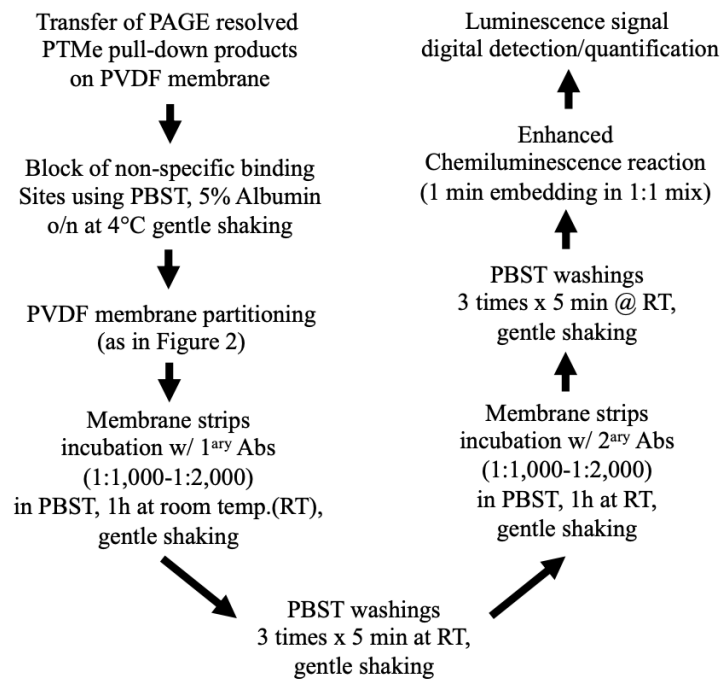 Transfer of PAGE resolved
PTMe pull-down products
on PVDF membrane
Block of non-specific binding
Sites using PBST, 5% Albumin
o/n at 4°C gentle shaking
PVDF membrane partitioning
(as in Figure 2)
Membrane strips
incubation w/ 1ary Abs
(1:1,000-1:2,000)
in PBST, 1h at room temp.(RT),
gentle shaking
PBST washings
3 times x 5 min at RT,
gentle shaking
Membrane strips
incubation w/ 2ary Abs
(1:1,000-1:2,000)
in PBST, 1h at RT,
gentle shaking
PBST washings
3 times x 5 min @ RT,
gentle shaking
Enhanced
Chemiluminescence reaction
(1 min embedding in 1:1 mix)
Luminescence signal
digital detection/quantification